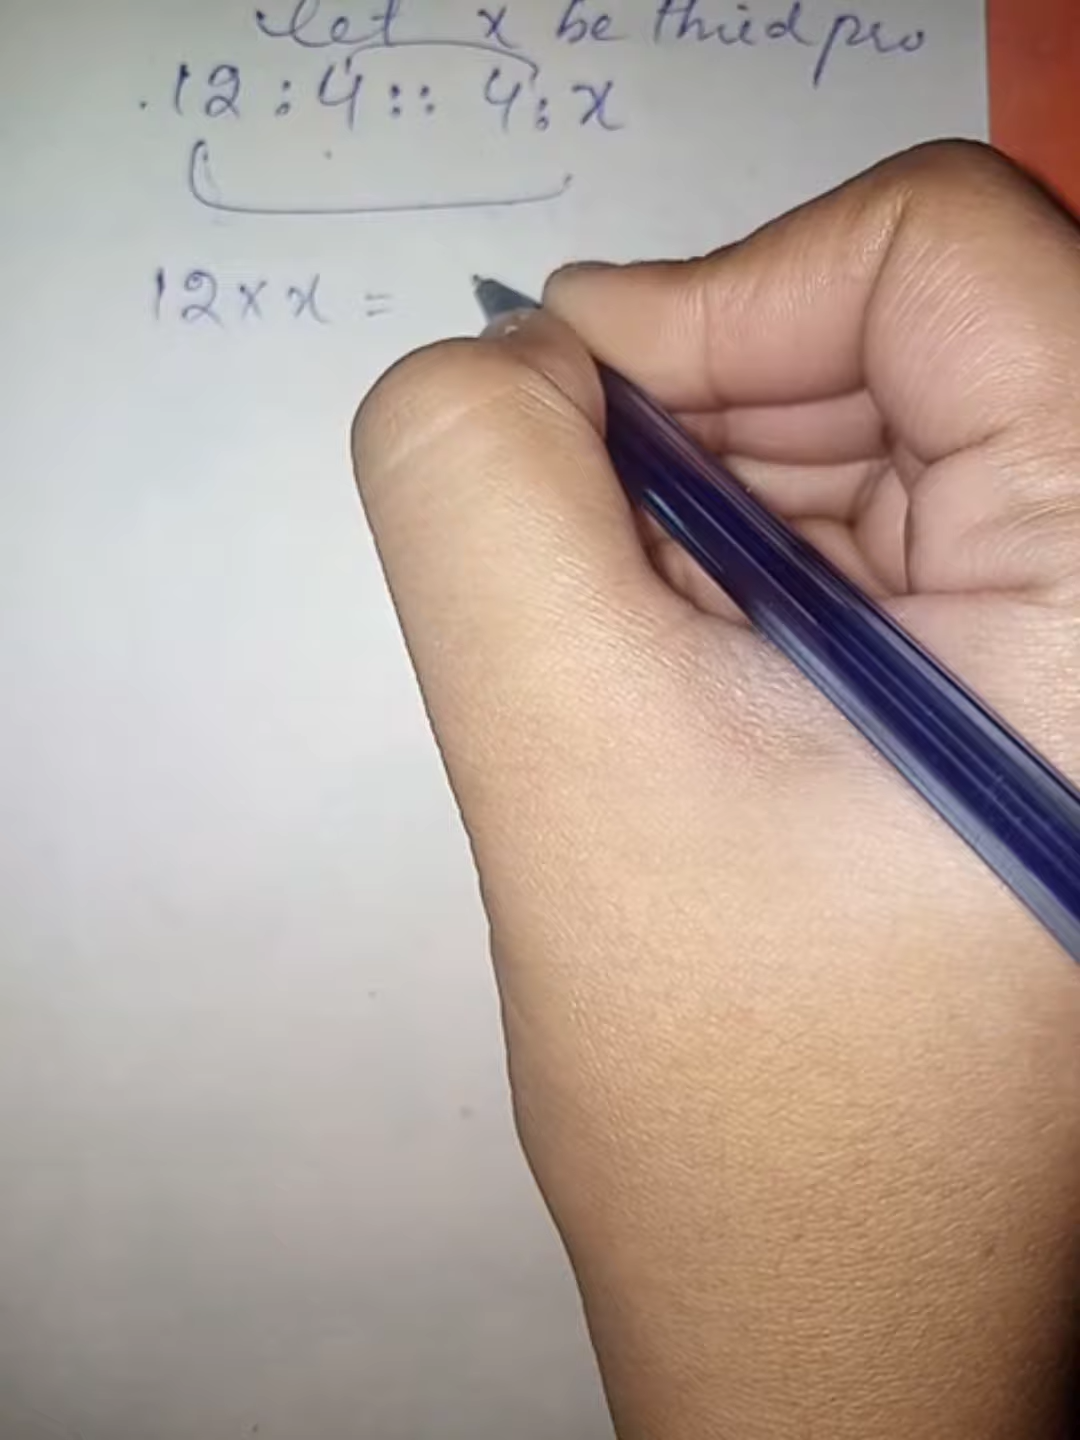 let x be third pro
.12 : 4 :: 4 : x
12 × x =